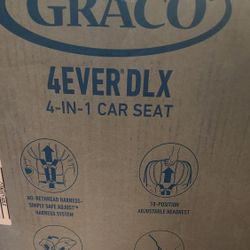 GRACO
4EVER® DLX
4-IN-1 CAR SEAT
NO-RETHREAD HARNESS-
SIMPLY SAFE ADJUST™
HARNESS SYSTEM
10-POSITION
ADJUSTABLE HEADREST